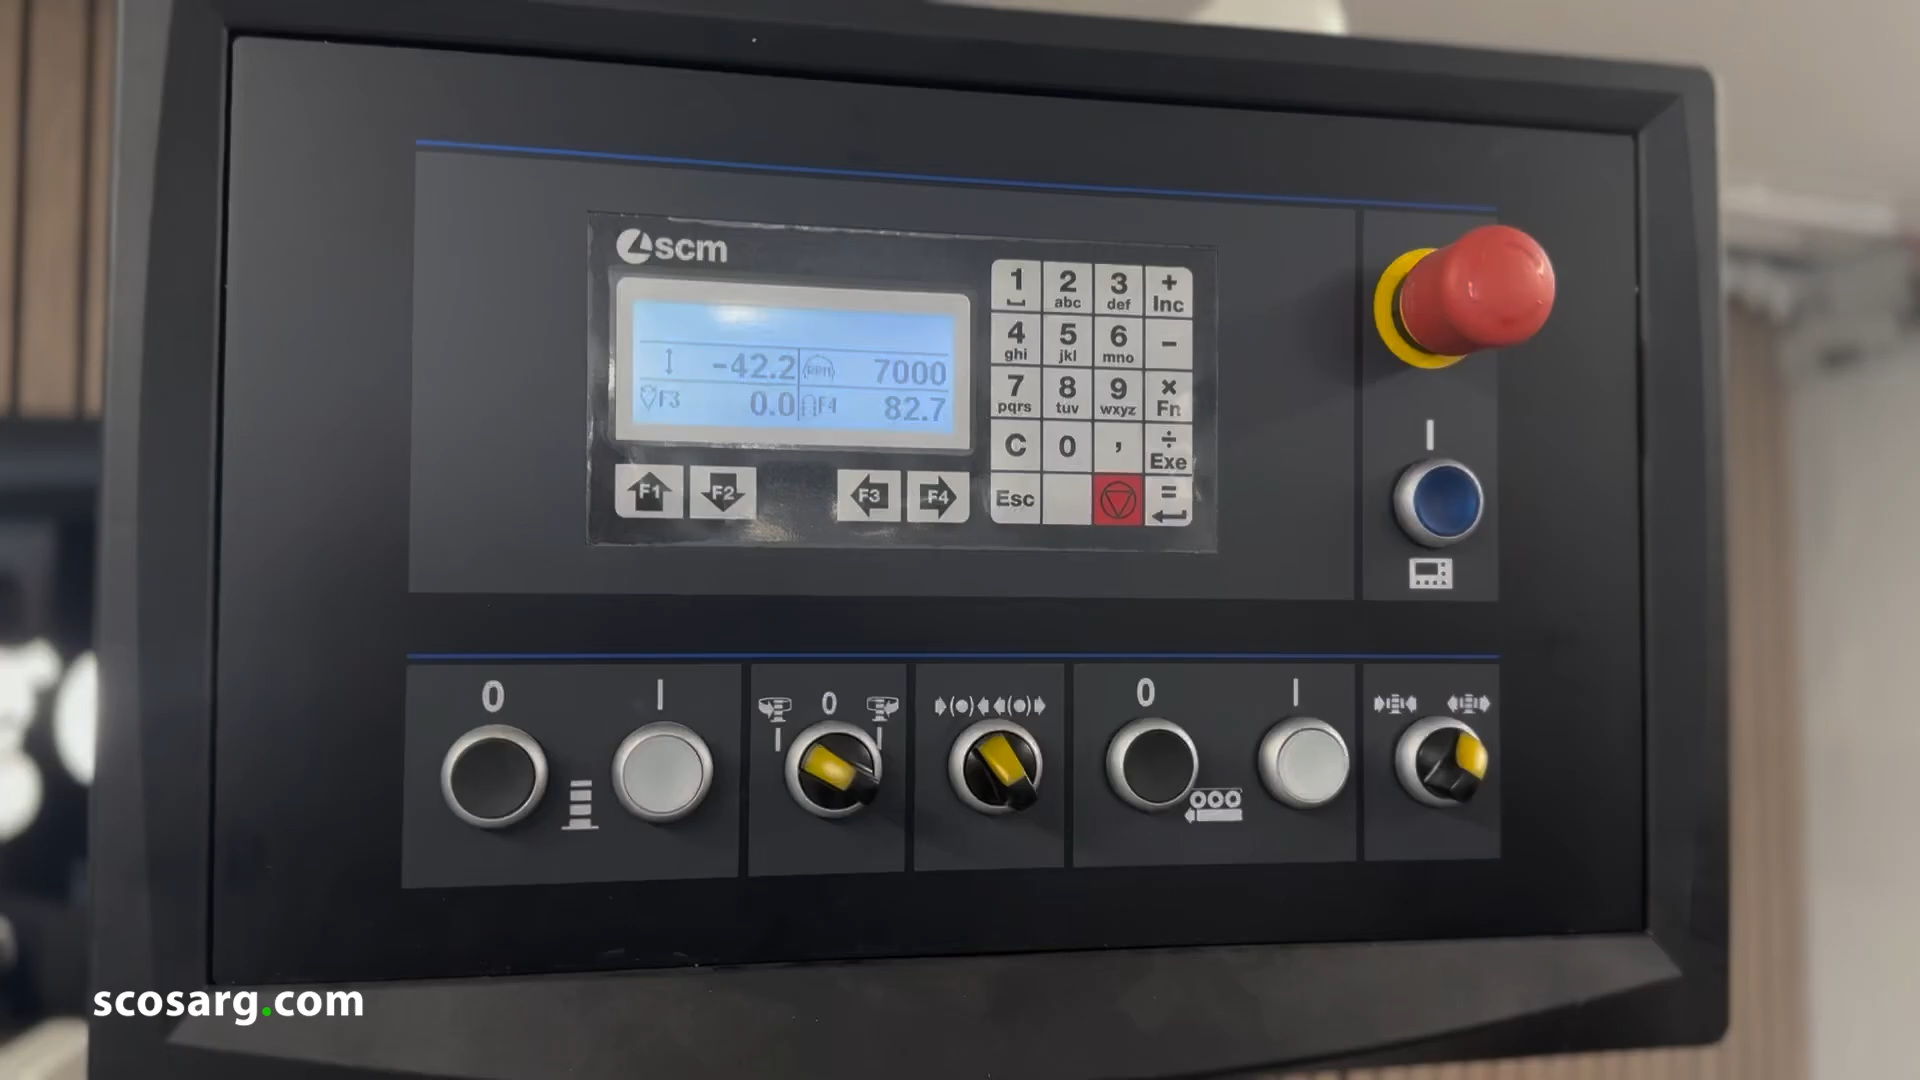 scm
-42.2 RPM 7000
F3 0.0 F4 82.7
F1 F2 F3 F4
1 2 abc 3 def + Inc
4 ghi 5 jkl 6 mno -
7 pqrs 8 tuv 9 wxyz × Fn
C 0 , ÷ Exe
Esc =
I
0 I 0 0 I
I I
scosarg.com